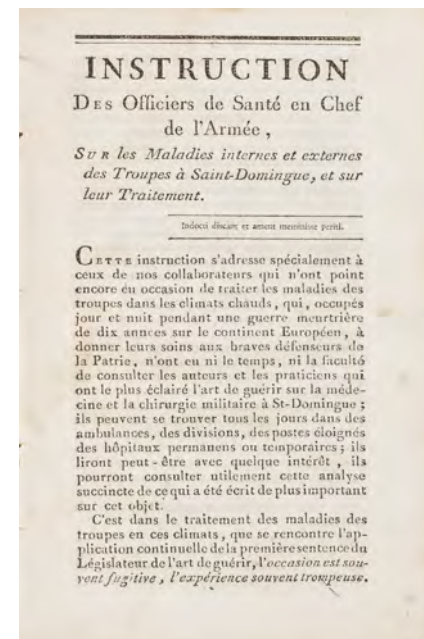 INSTRUCTION
DES Officiers de Santé en Chef
de l'Armée,
SUR les Maladies internes et externes
des Troupes à Saint-Domingue, et sur
leur Traitement.
Indocti discant et ament meminisse periti.
CETTE instruction s'adresse spécialement à
ceux de nos collaborateurs qui n'ont point
encore eu occasion de traiter les maladies des
troupes dans les climats chauds, qui, occupés
jour et nuit pendant une guerre meurtrière
de dix années sur le continent Européen, à
donner leurs soins aux braves défenseurs de
la Patrie, n'ont eu ni le temps, ni la faculté
de consulter les auteurs et les praticiens qui
ont le plus éclairé l'art de guérir sur la méde-
cine et la chirurgie militaire à St-Domingue;
ils peuvent se trouver tous les jours dans des
ambulances, des divisions, des postes éloignés
des hôpitaux permanens ou temporaires; ils
liront peut-être avec quelque intérêt, ils
pourront consulter utilement cette analyse
succincte de ce qui a été écrit de plus important
sur cet objet.
C'est dans le traitement des maladies des
troupes en ces climats, que se rencontre l'ap-
plication continuelle de la première sentence du
Législateur de l'art de guérir, l'occasion est sou-
vent fugitive, l'expérience souvent trompeuse.